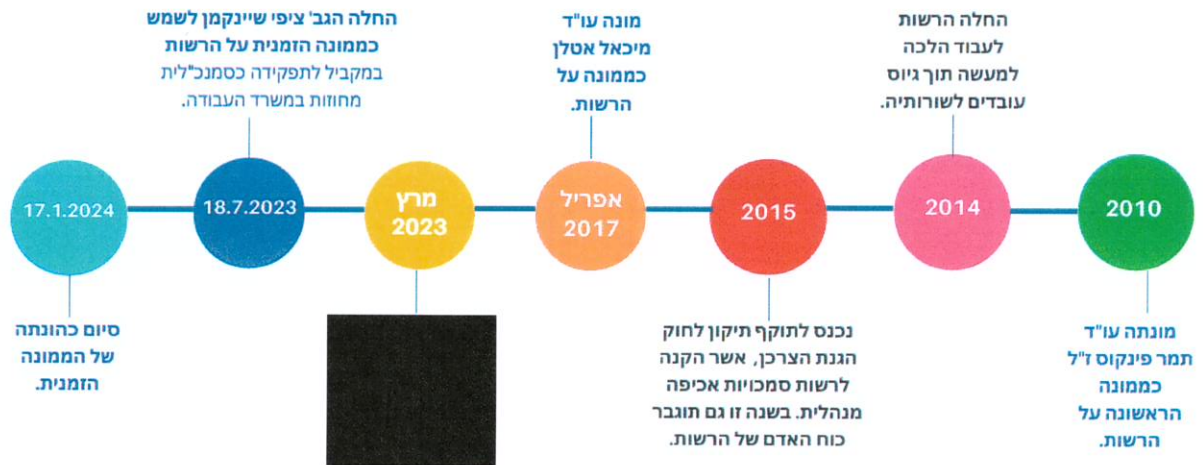 2010
מונתה עו"ד
תמר פינקוס ז"ל
כממונה
הראשונה על
הרשות.
החלה הרשות
לעבוד הלכה
למעשה תוך גיוס
עובדים לשורותיה.
2014
2015
נכנס לתוקף תיקון לחוק
הגנת הצרכן, אשר הקנה
לרשות סמכויות אכיפה
מנהלית. בשנה זו גם תוגבר
כוח האדם של הרשות.
מונה עו"ד
מיכאל אטלן
כממונה על
הרשות.
אפריל
2017
מרץ
2023
החלה הגב' ציפי שיינקמן לשמש
כממונה הזמנית על הרשות
במקביל לתפקידה כסמנכ"לית
מחוזות במשרד העבודה.
18.7.2023
17.1.2024
סיום כהונתה
של הממונה
הזמנית.